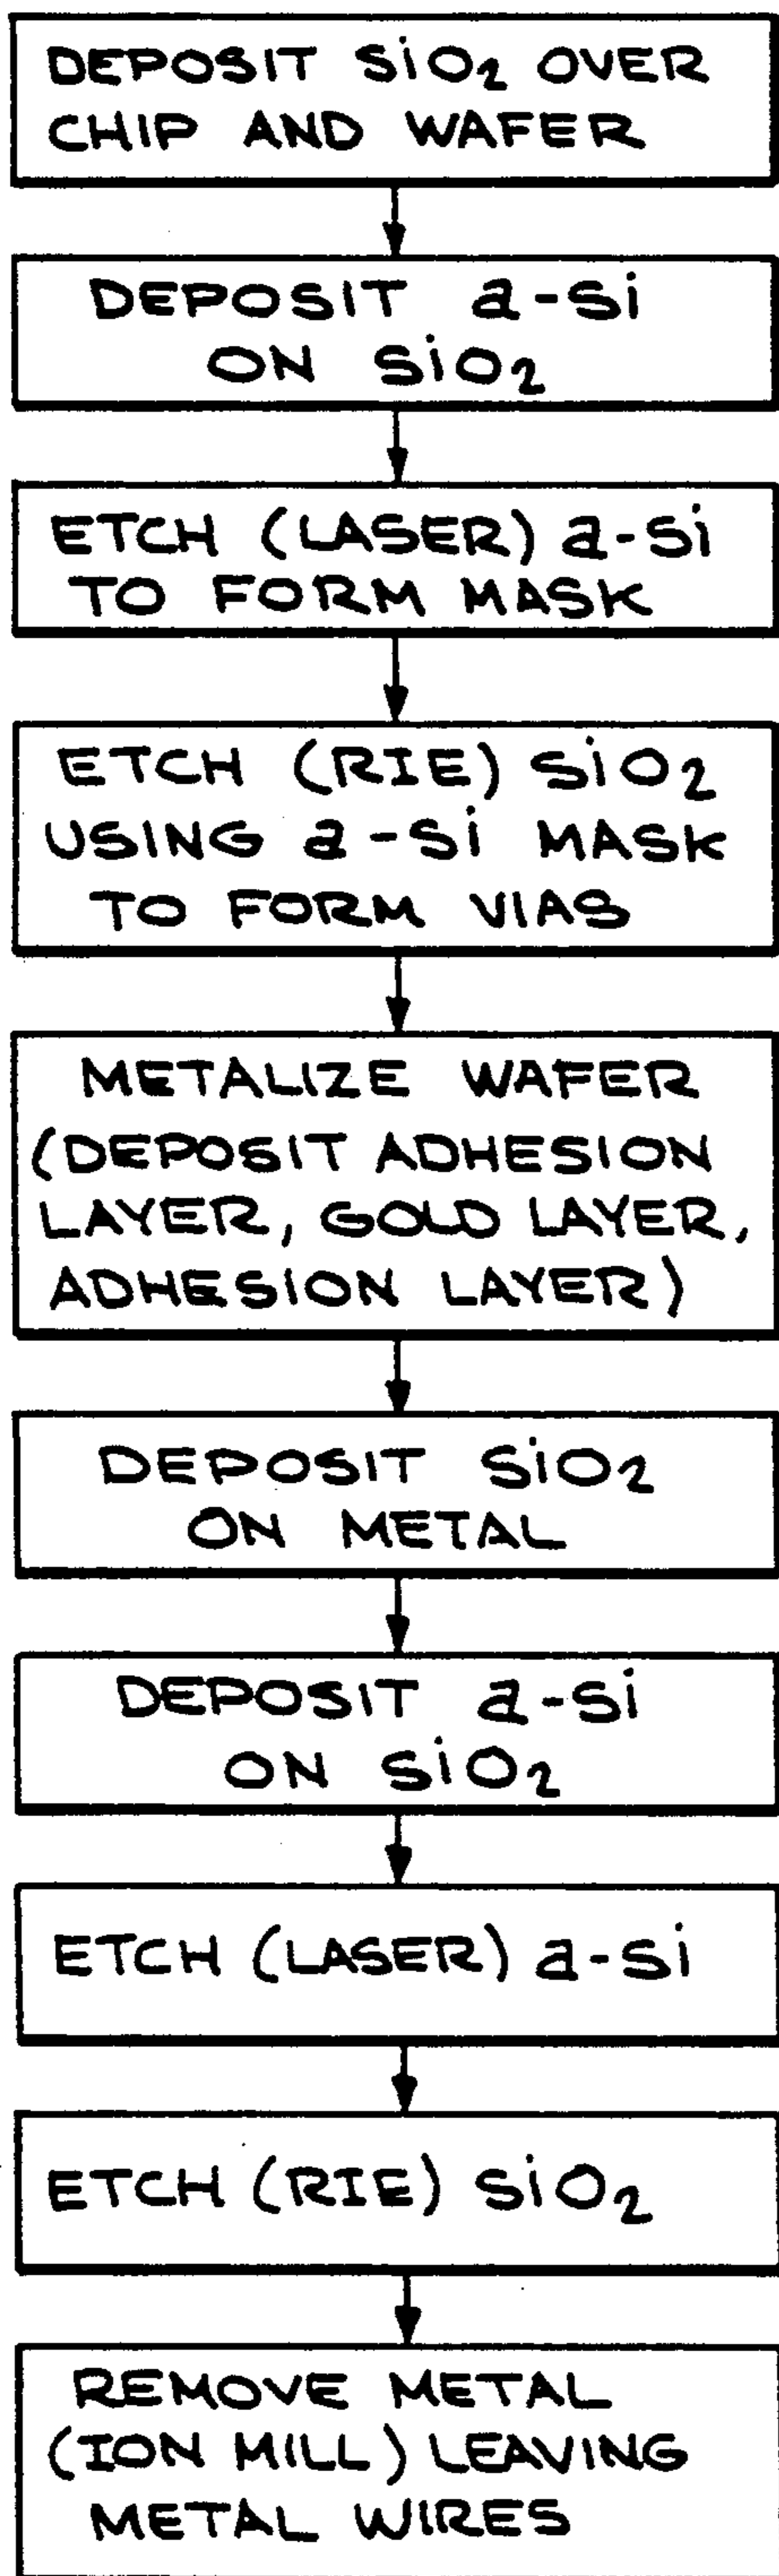 DEPOSIT SiO2 OVER
CHIP AND WAFER
DEPOSIT a-Si
ON SiO2
ETCH (LASER) a-Si
TO FORM MASK
ETCH (RIE) SiO2
USING a-Si MASK
TO FORM VIAS
METALIZE WAFER
(DEPOSIT ADHESION
LAYER, GOLD LAYER,
ADHESION LAYER)
DEPOSIT SiO2
ON METAL
DEPOSIT a-Si
ON SiO2
ETCH (LASER) a-Si
ETCH (RIE) SiO2
REMOVE METAL
(ION MILL) LEAVING
METAL WIRES